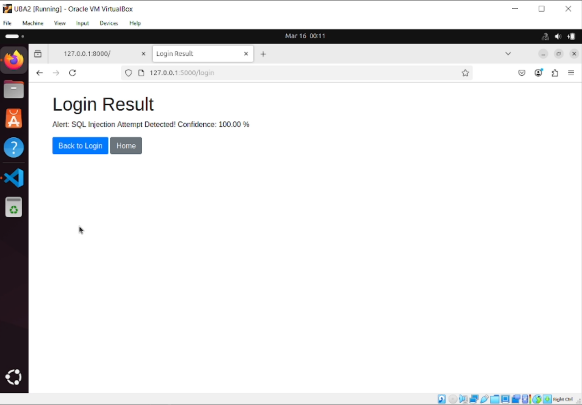 UBA2 [Running] - Oracle VM VirtualBox
File Machine View Input Devices Help
Mar 16 00:11
127.0.0.1:8000/
Login Result
127.0.0.1:5000/login
Login Result
Alert: SQL Injection Attempt Detected! Confidence: 100.00 %
Back to Login
Home
Right Ctrl